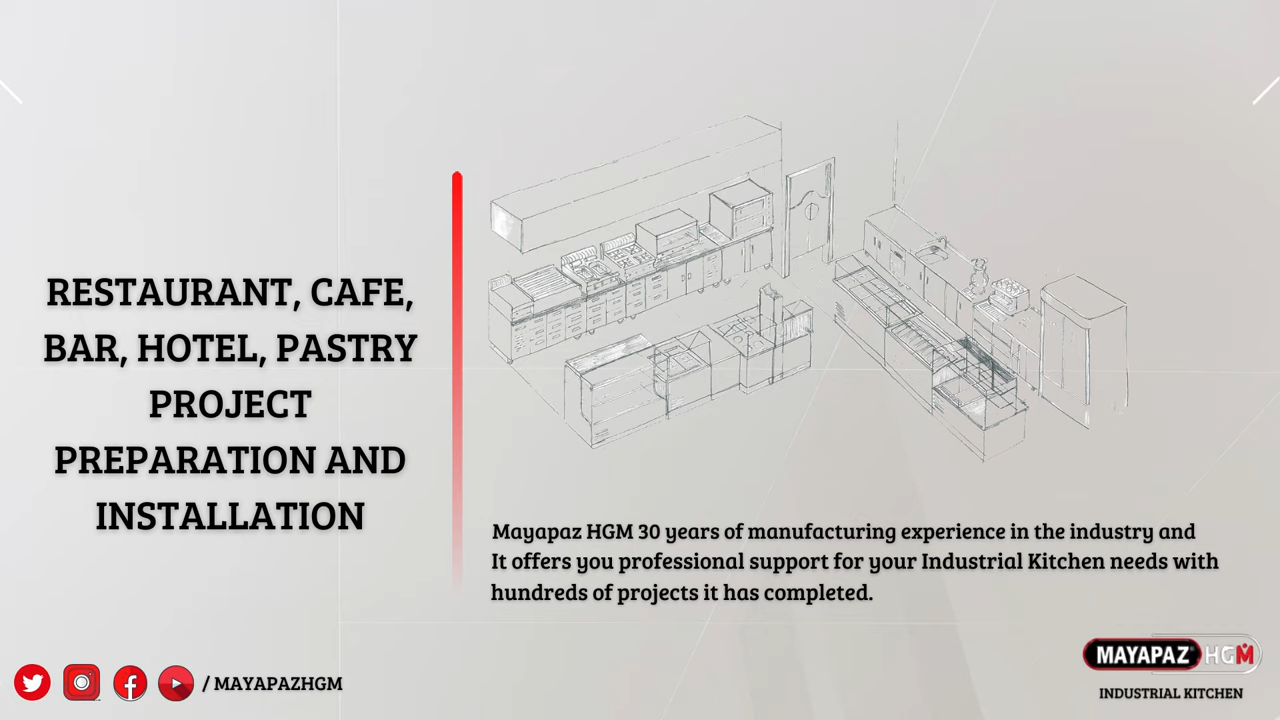 RESTAURANT, CAFE,
BAR, HOTEL, PASTRY
PROJECT
PREPARATION AND
INSTALLATION
Mayapaz HGM 30 years of manufacturing experience in the industry and
It offers you professional support for your Industrial Kitchen needs with
hundreds of projects it has completed.
/ MAYAPAZHGM
MAYAPAZ HGM
INDUSTRIAL KITCHEN